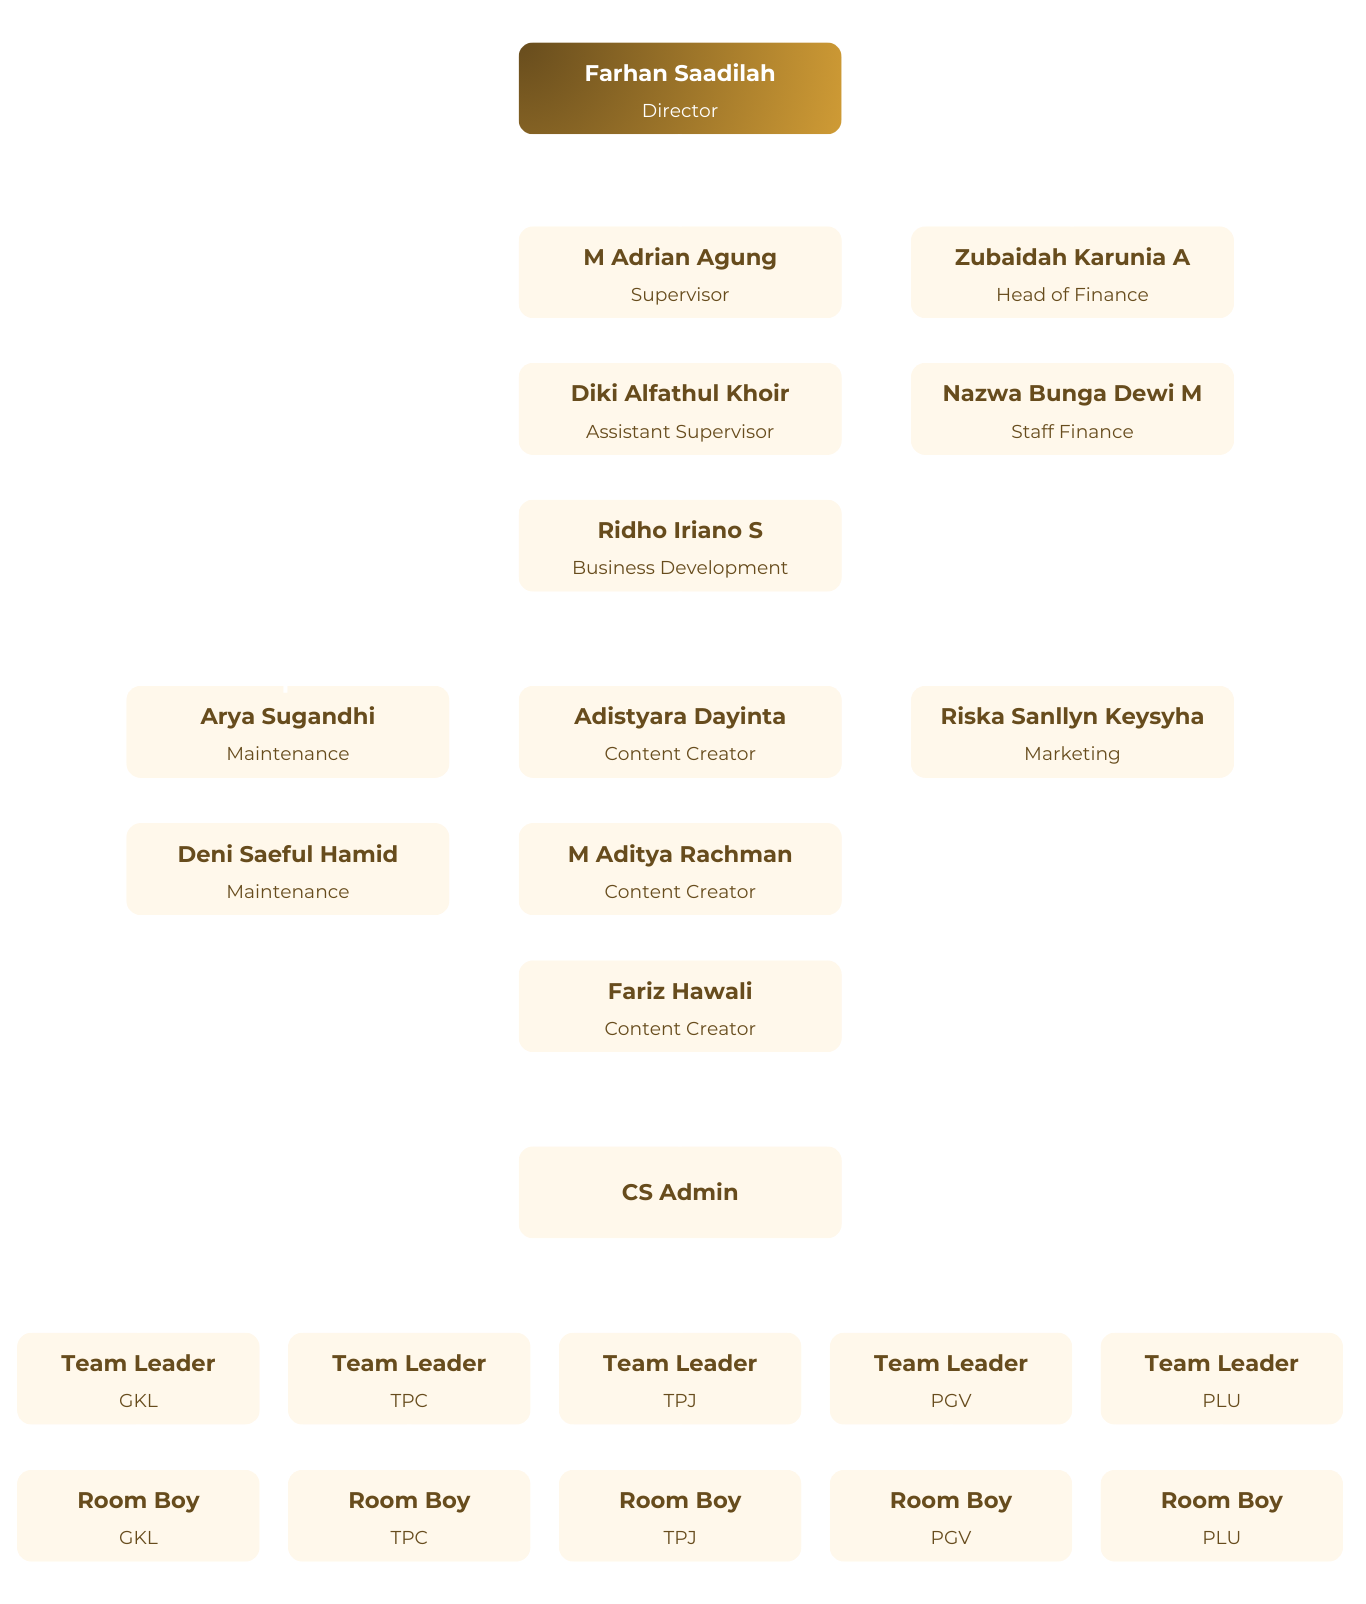 Farhan Saadilah
Director
M Adrian Agung
Supervisor
Zubaidah Karunia A
Head of Finance
Diki Alfathul Khoir
Assistant Supervisor
Nazwa Bunga Dewi M
Staff Finance
Ridho Iriano S
Business Development
Arya Sugandhi
Maintenance
Adistyara Dayinta
Content Creator
Riska Sanllyn Keysyha
Marketing
Deni Saeful Hamid
Maintenance
M Aditya Rachman
Content Creator
Fariz Hawali
Content Creator
CS Admin
Team Leader
GKL
Team Leader
TPC
Team Leader
TPJ
Team Leader
PGV
Team Leader
PLU
Room Boy
GKL
Room Boy
TPC
Room Boy
TPJ
Room Boy
PGV
Room Boy
PLU